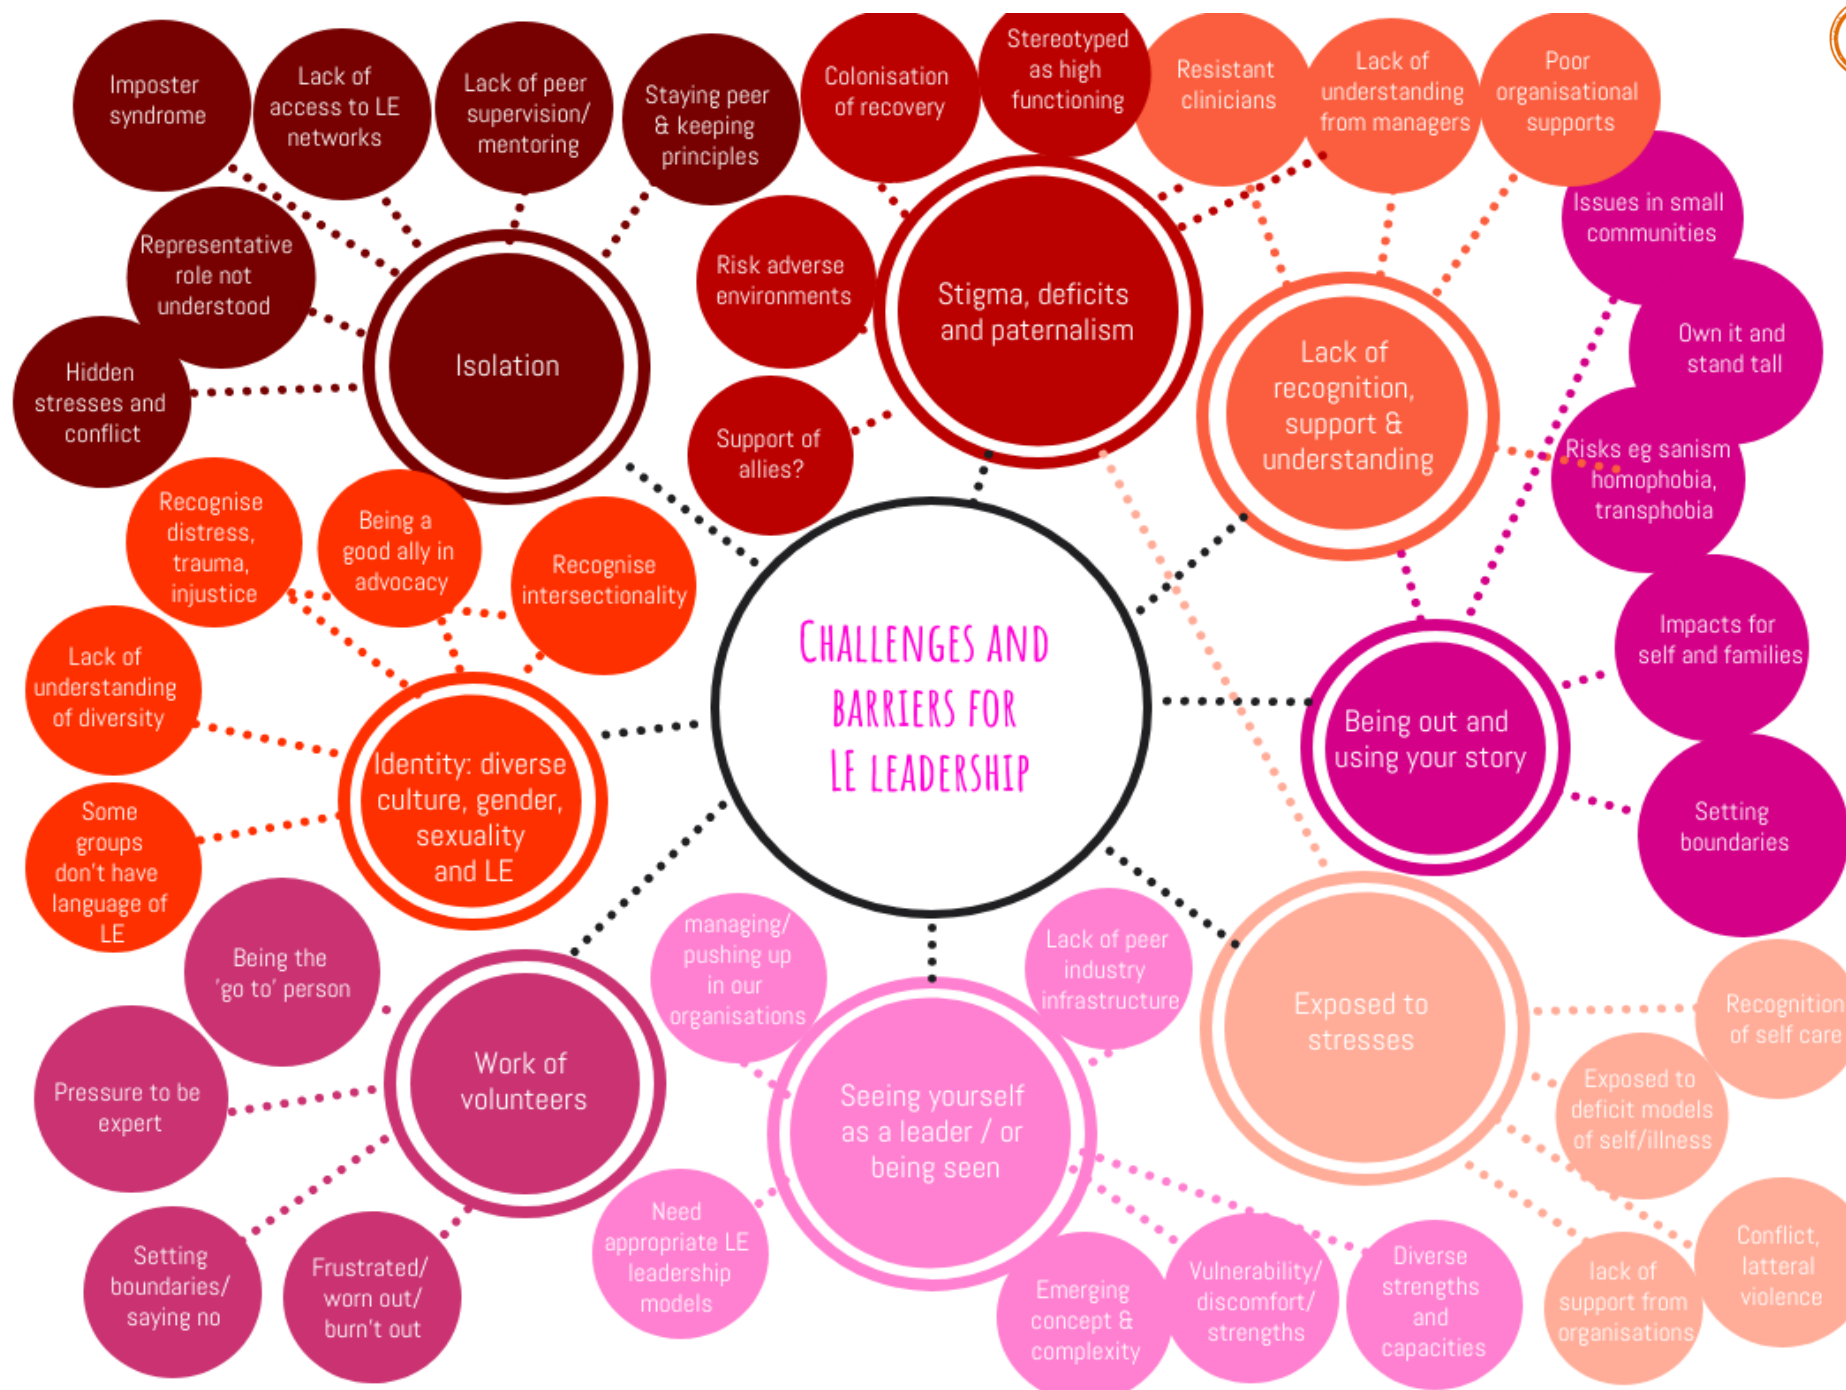 Imposter
syndrome
Lack of
access to LE
networks
Lack of peer
supervision/
mentoring
Staying peer
& keeping
principles
Colonisation
of recovery
Stereotyped
as high
functioning
Resistant
clinicians
Lack of
understanding
from managers
Poor
organisational
supports
Issues in small
communities
Representative
role not
understood
Risk adverse
environments
Stigma, deficits
and paternalism
Own it and
stand tall
Hidden
stresses and
conflict
Isolation
Lack of
recognition,
support &
understanding
Support of
allies?
Risks eg sanism
homophobia,
transphobia
Recognise
distress,
trauma,
injustice
Being a
good ally in
advocacy
Recognise
intersectionality
Challenges and
barriers for
LE leadership
Impacts for
self and families
Lack of
understanding
of diversity
Being out and
using your story
Identity: diverse
culture, gender,
sexuality
and LE
Setting
boundaries
Some
groups
don't have
language of
LE
Being the
'go to' person
managing/
pushing up
in our
organisations
Lack of peer
industry
infrastructure
Exposed to
stresses
Recognition
of self care
Pressure to be
expert
Work of
volunteers
Seeing yourself
as a leader / or
being seen
Exposed to
deficit models
of self/illness
Setting
boundaries/
saying no
Frustrated/
worn out/
burn't out
Need
appropriate LE
leadership
models
Emerging
concept &
complexity
Vulnerability/
discomfort/
strengths
Diverse
strengths
and
capacities
lack of
support from
organisations
Conflict,
latteral
violence